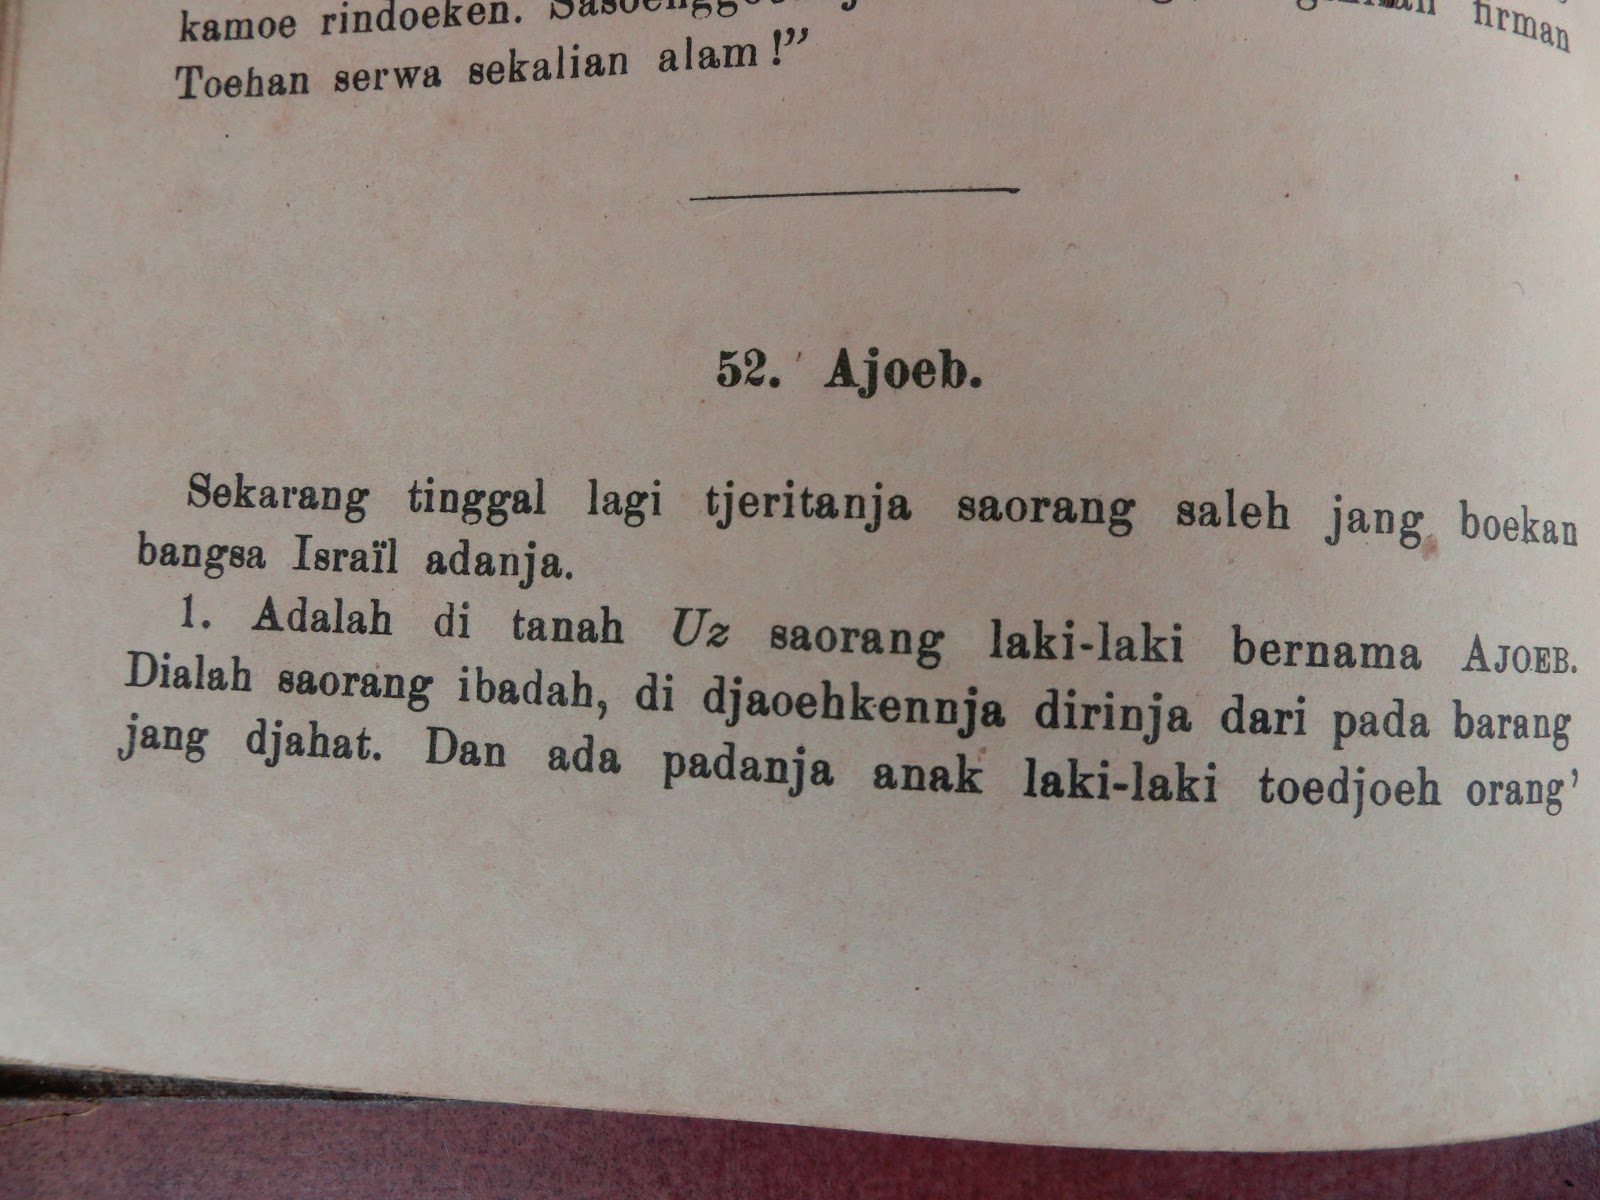 kamoe rindoeken. firman
Toehan serwa sekalian alam!”
52. Ajoeb.
Sekarang tinggal lagi tjeritanja saorang saleh jang boekan
bangsa Israïl adanja.
1. Adalah di tanah Uz saorang laki-laki bernama AJOEB.
Dialah saorang ibadah, di djaoehkennja dirinja dari pada barang
jang djahat. Dan ada padanja anak laki-laki toedjoeh orang’